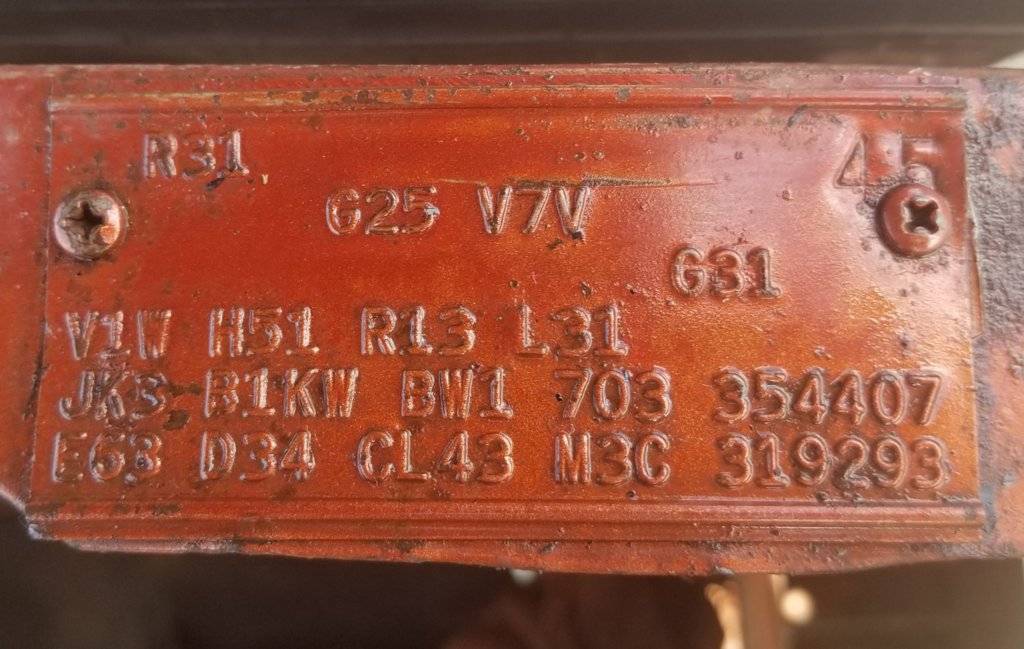 R31 45
G25 V7V
G31
V1W H51 R13 L31
JK3 B1KW BW1 703 354407
E63 D34 CL43 M3C 319293